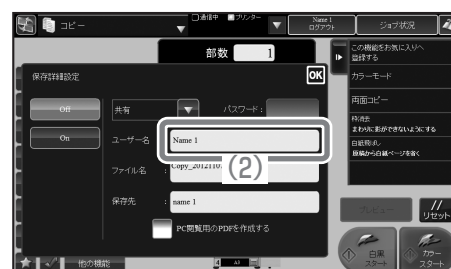 コピー
通信中
プリンター
Name 1
ログアウト
ジョブ状況
部数 1
この機能をお気に入りへ
登録する
カラーモード
両面コピー
枠消去
まわりに影ができないようにする
白紙飛ばし
原稿から白紙ページを省く
保存詳細設定
OK
Off
On
共有
パスワード :
ユーザー名
Name 1
(2)
ファイル名 :
Copy_2012110
保存先 :
name 1
PC閲覧用のPDFを作成する
プレビュー
リセット
白黒
スタート
カラー
スタート
他の機能
A3